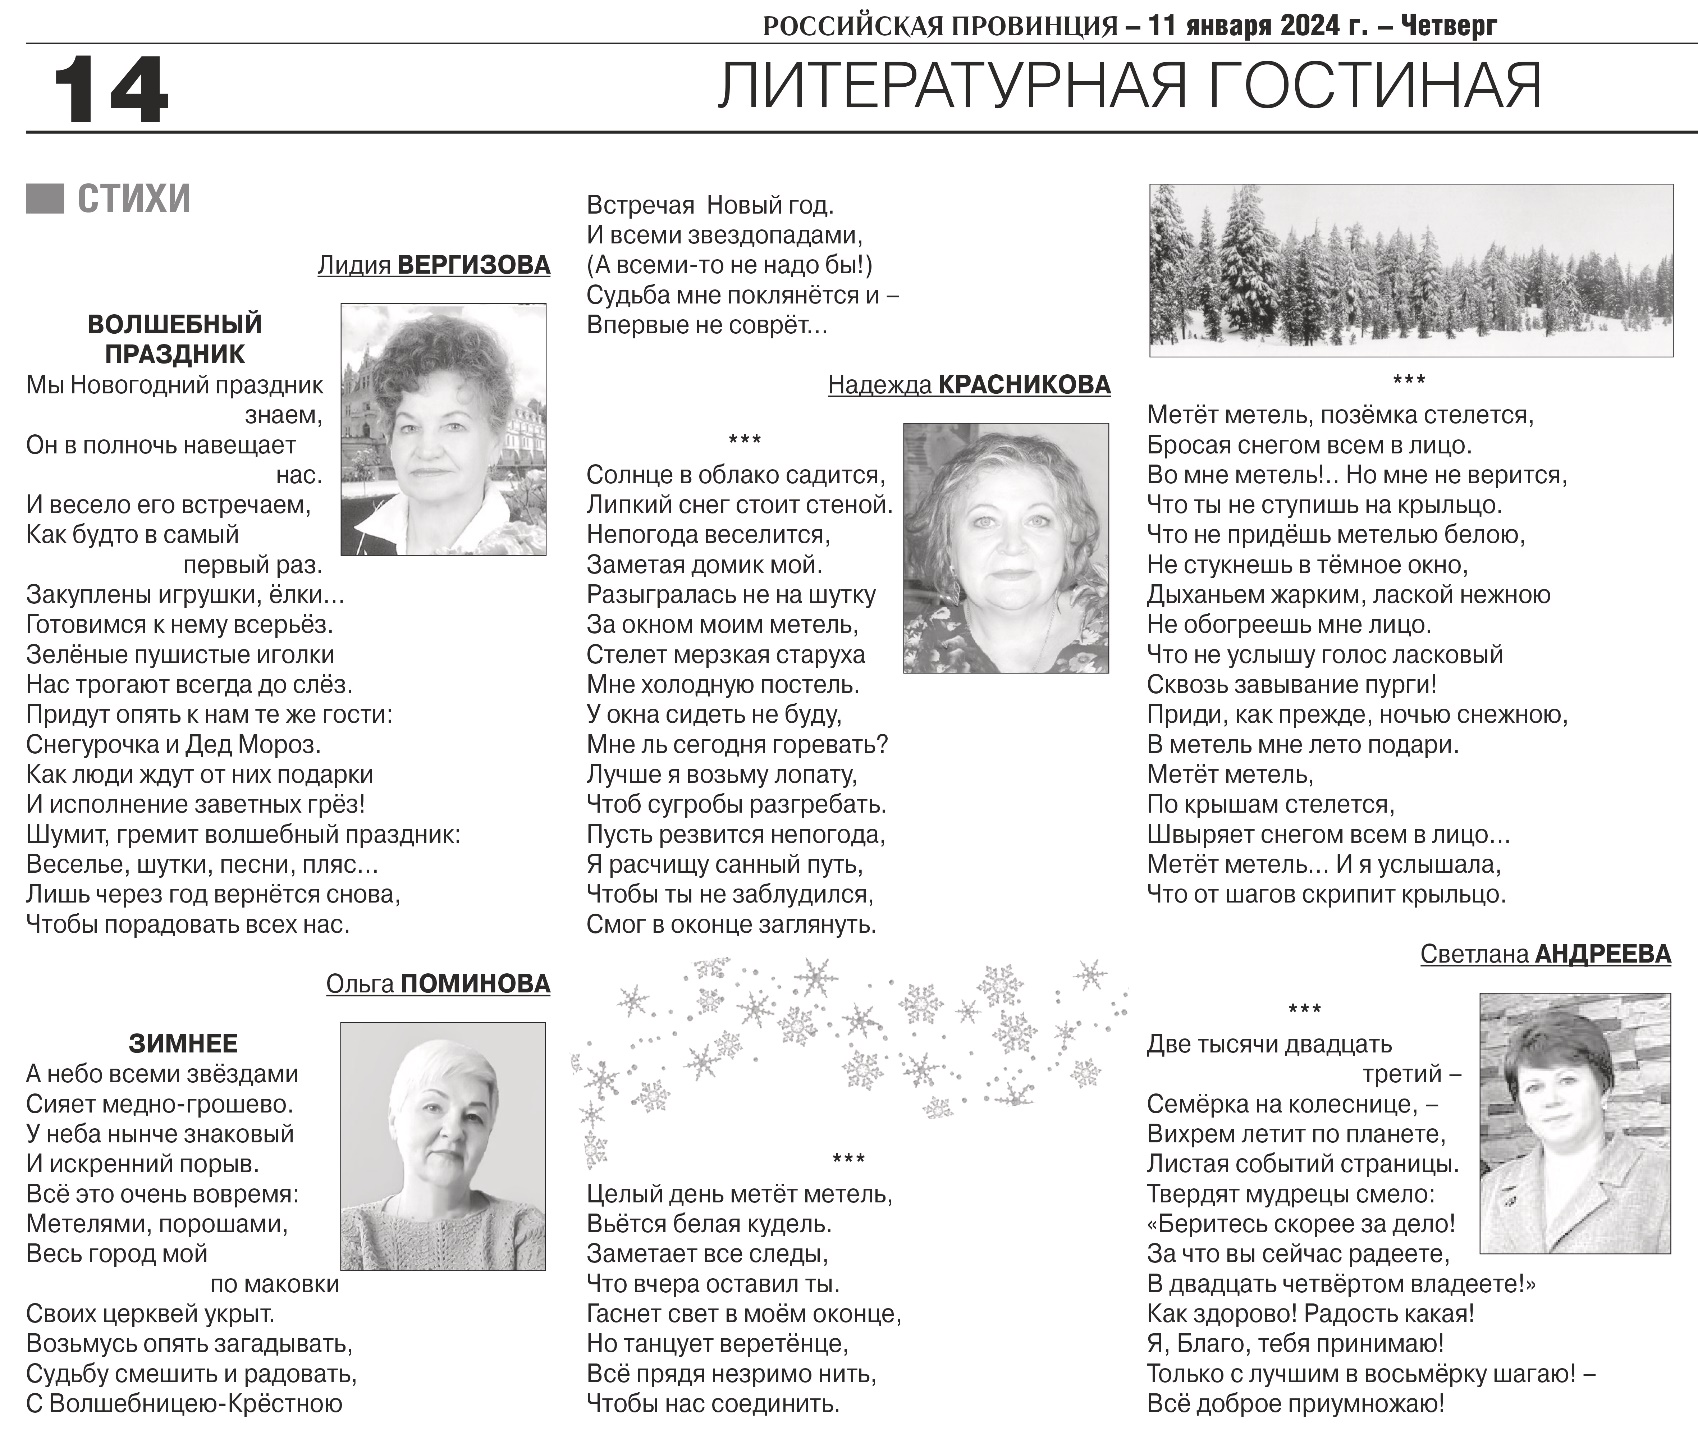 РОССИЙСКАЯ ПРОВИНЦИЯ – 11 января 2024 г. – Четверг
14
ЛИТЕРАТУРНАЯ ГОСТИНАЯ
СТИХИ
Лидия ВЕРГИЗОВА
ВОЛШЕБНЫЙ
ПРАЗДНИК
Мы Новогодний праздник
знаем,
Он в полночь навещает
нас.
И весело его встречаем,
Как будто в самый
первый раз.
Закуплены игрушки, ёлки...
Готовимся к нему всерьёз.
Зелёные пушистые иголки
Нас трогают всегда до слёз.
Придут опять к нам те же гости:
Снегурочка и Дед Мороз.
Как люди ждут от них подарки
И исполнение заветных грёз!
Шумит, гремит волшебный праздник:
Веселье, шутки, песни, пляс...
Лишь через год вернётся снова,
Чтобы порадовать всех нас.
Ольга ПОМИНОВА
ЗИМНЕЕ
А небо всеми звёздами
Сияет медно-грошево.
У неба нынче знаковый
И искренний порыв.
Всё это очень вовремя:
Метелями, порошами,
Весь город мой
по маковки
Своих церквей укрыт.
Возьмусь опять загадывать,
Судьбу смешить и радовать,
С Волшебницею-Крёстною
Встречая Новый год.
И всеми звездопадами,
(А всеми-то не надо бы!)
Судьба мне поклянётся и –
Впервые не соврёт...
Надежда КРАСНИКОВА
***
Солнце в облако садится,
Липкий снег стоит стеной.
Непогода веселится,
Заметая домик мой.
Разыгралась не на шутку
За окном моим метель,
Стелет мерзкая старуха
Мне холодную постель.
У окна сидеть не буду,
Мне ль сегодня горевать?
Лучше я возьму лопату,
Чтоб сугробы разгребать.
Пусть резвится непогода,
Я расчищу санный путь,
Чтобы ты не заблудился,
Смог в оконце заглянуть.
***
Целый день метёт метель,
Вьётся белая кудель.
Заметает все следы,
Что вчера оставил ты.
Гаснет свет в моём оконце,
Но танцует веретёнце,
Всё прядя незримо нить,
Чтобы нас соединить.
***
Метёт метель, позёмка стелется,
Бросая снегом всем в лицо.
Во мне метель!.. Но мне не верится,
Что ты не ступишь на крыльцо.
Что не придёшь метелью белою,
Не стукнешь в тёмное окно,
Дыханьем жарким, лаской нежною
Не обогреешь мне лицо.
Что не услышу голос ласковый
Сквозь завывание пурги!
Приди, как прежде, ночью снежною,
В метель мне лето подари.
Метёт метель,
По крышам стелется,
Швыряет снегом всем в лицо...
Метёт метель... И я услышала,
Что от шагов скрипит крыльцо.
Светлана АНДРЕЕВА
***
Две тысячи двадцать
третий –
Семёрка на колеснице, –
Вихрем летит по планете,
Листая событий страницы.
Твердят мудрецы смело:
«Беритесь скорее за дело!
За что вы сейчас радеете,
В двадцать четвёртом владеете!»
Как здорово! Радость какая!
Я, Благо, тебя принимаю!
Только с лучшим в восьмёрку шагаю! –
Всё доброе приумножаю!